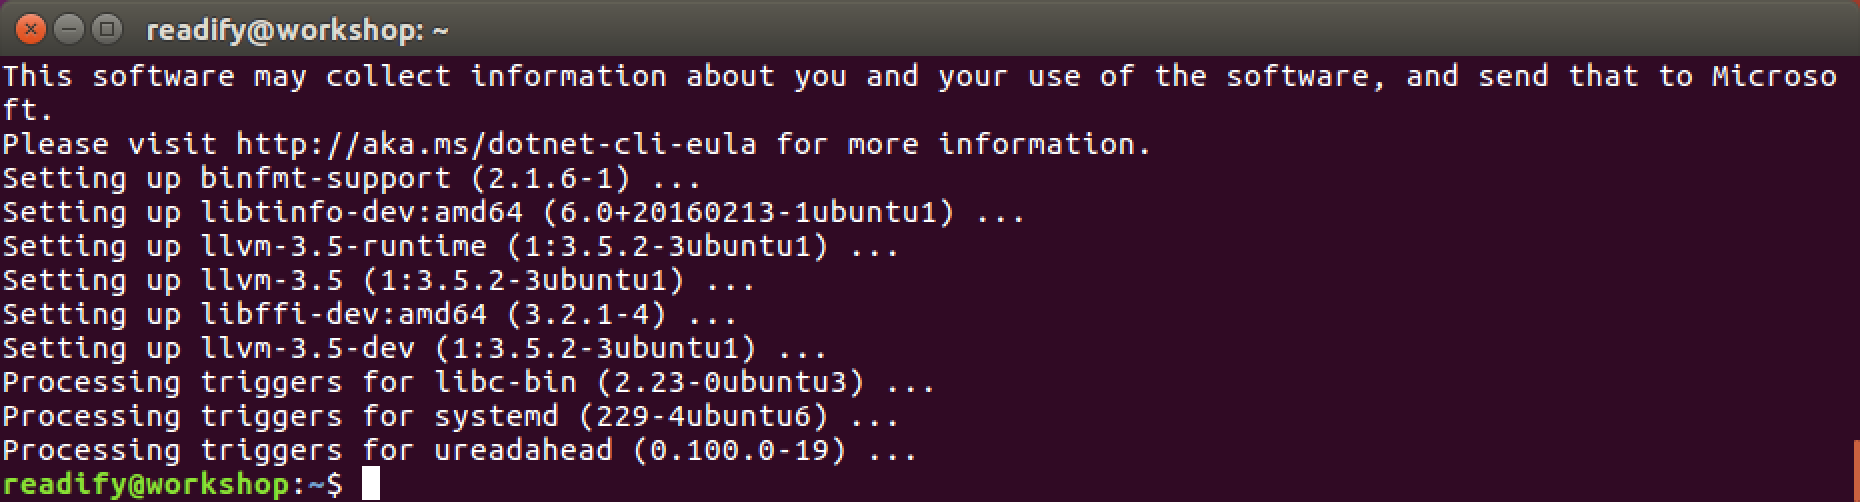 readify@workshop: ~
This software may collect information about you and your use of the software, and send that to Microso
ft.
Please visit http://aka.ms/dotnet-cli-eula for more information.
Setting up binfmt-support (2.1.6-1) ...
Setting up libtinfo-dev:amd64 (6.0+20160213-1ubuntu1) ...
Setting up llvm-3.5-runtime (1:3.5.2-3ubuntu1) ...
Setting up llvm-3.5 (1:3.5.2-3ubuntu1) ...
Setting up libffi-dev:amd64 (3.2.1-4) ...
Setting up llvm-3.5-dev (1:3.5.2-3ubuntu1) ...
Processing triggers for libc-bin (2.23-0ubuntu3) ...
Processing triggers for systemd (229-4ubuntu6) ...
Processing triggers for ureadahead (0.100.0-19) ...
readify@workshop:~$